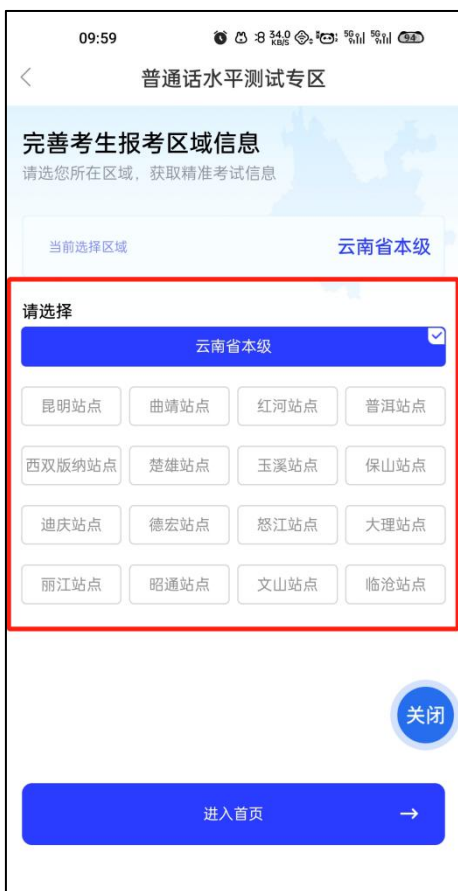 09:59 34.0 KB/S 5G 5G 94
普通话水平测试专区
完善考生报考区域信息
请选您所在区域，获取精准考试信息
当前选择区域 云南省本级
请选择
云南省本级
昆明站点 曲靖站点 红河站点 普洱站点
西双版纳站点 楚雄站点 玉溪站点 保山站点
迪庆站点 德宏站点 怒江站点 大理站点
丽江站点 昭通站点 文山站点 临沧站点
关闭
进入首页